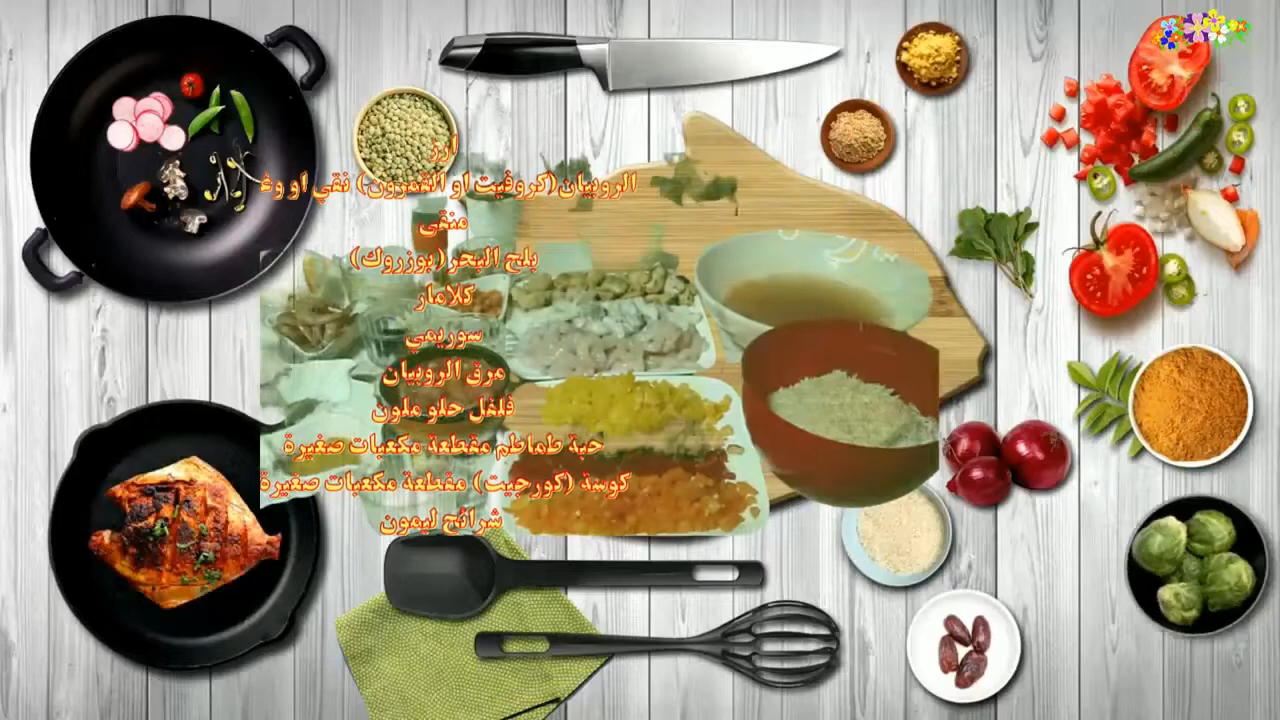 ارز
الروبيان(كروفيت او القمرون) نقي او وغ
منقى
بلح البحر(بوزروك)
كلامار
سوريمي
مرق الروبيان
فلفل حلو ملون
حبة طماطم مقطعة مكعبات صغيرة
كوسة (كورجيت) مقطعة مكعبات صغيرة
شرائح ليمون